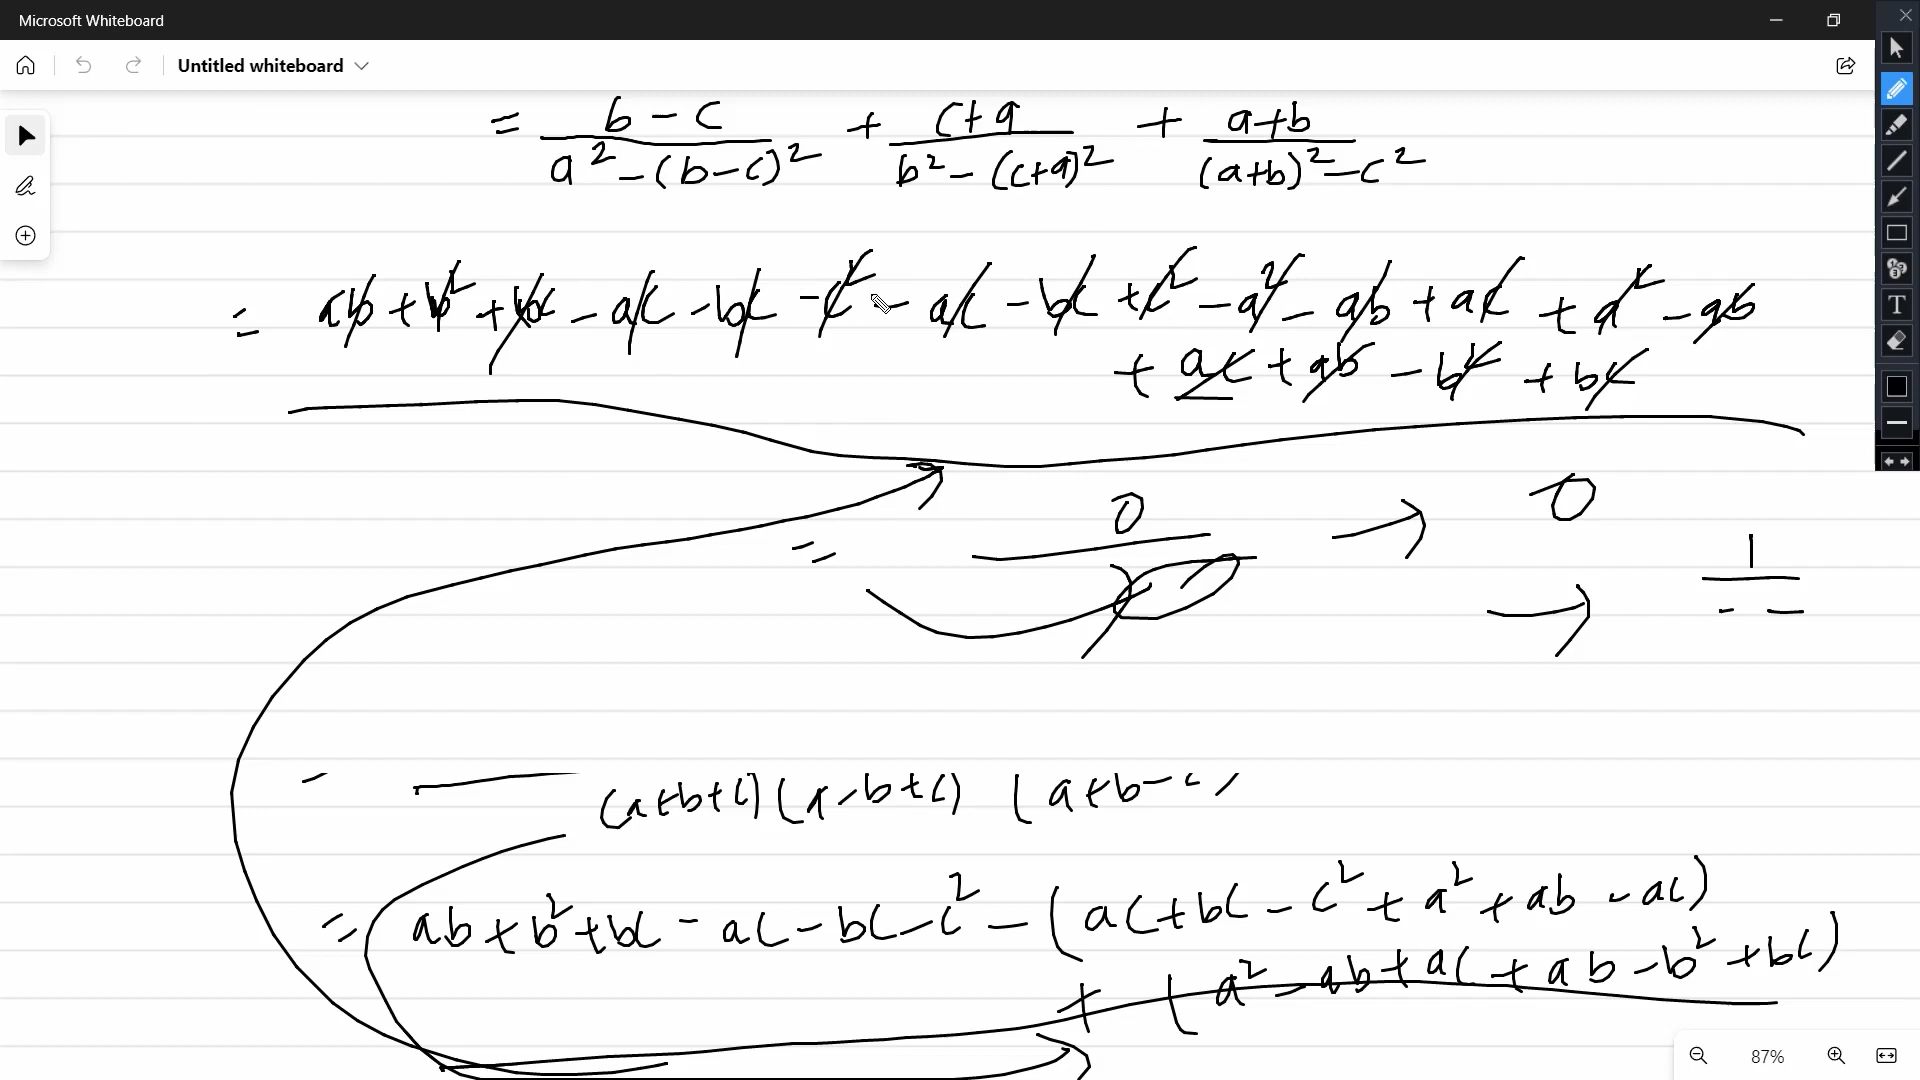 Microsoft Whiteboard
Untitled whiteboard
= (b - c)/(a² - (b-c)²) + (c+a)/(b² - (c+a)²) + (a+b)/((a+b)² - c²)
= ab + b² + bc - ac - bc - c² - ac - bc + c² - a² - ab + ac + a² - ab
+ ac + ab - b² + bc
= 0 → 0
→ 1
(a+b+c) (a-b+c) (a+b-c)
= ab + b² + bc - ac - bc - c² - (ac + bc - c² + a² + ab - ac)
+ (a² - ab + ac + ab - b² + bc)
87%